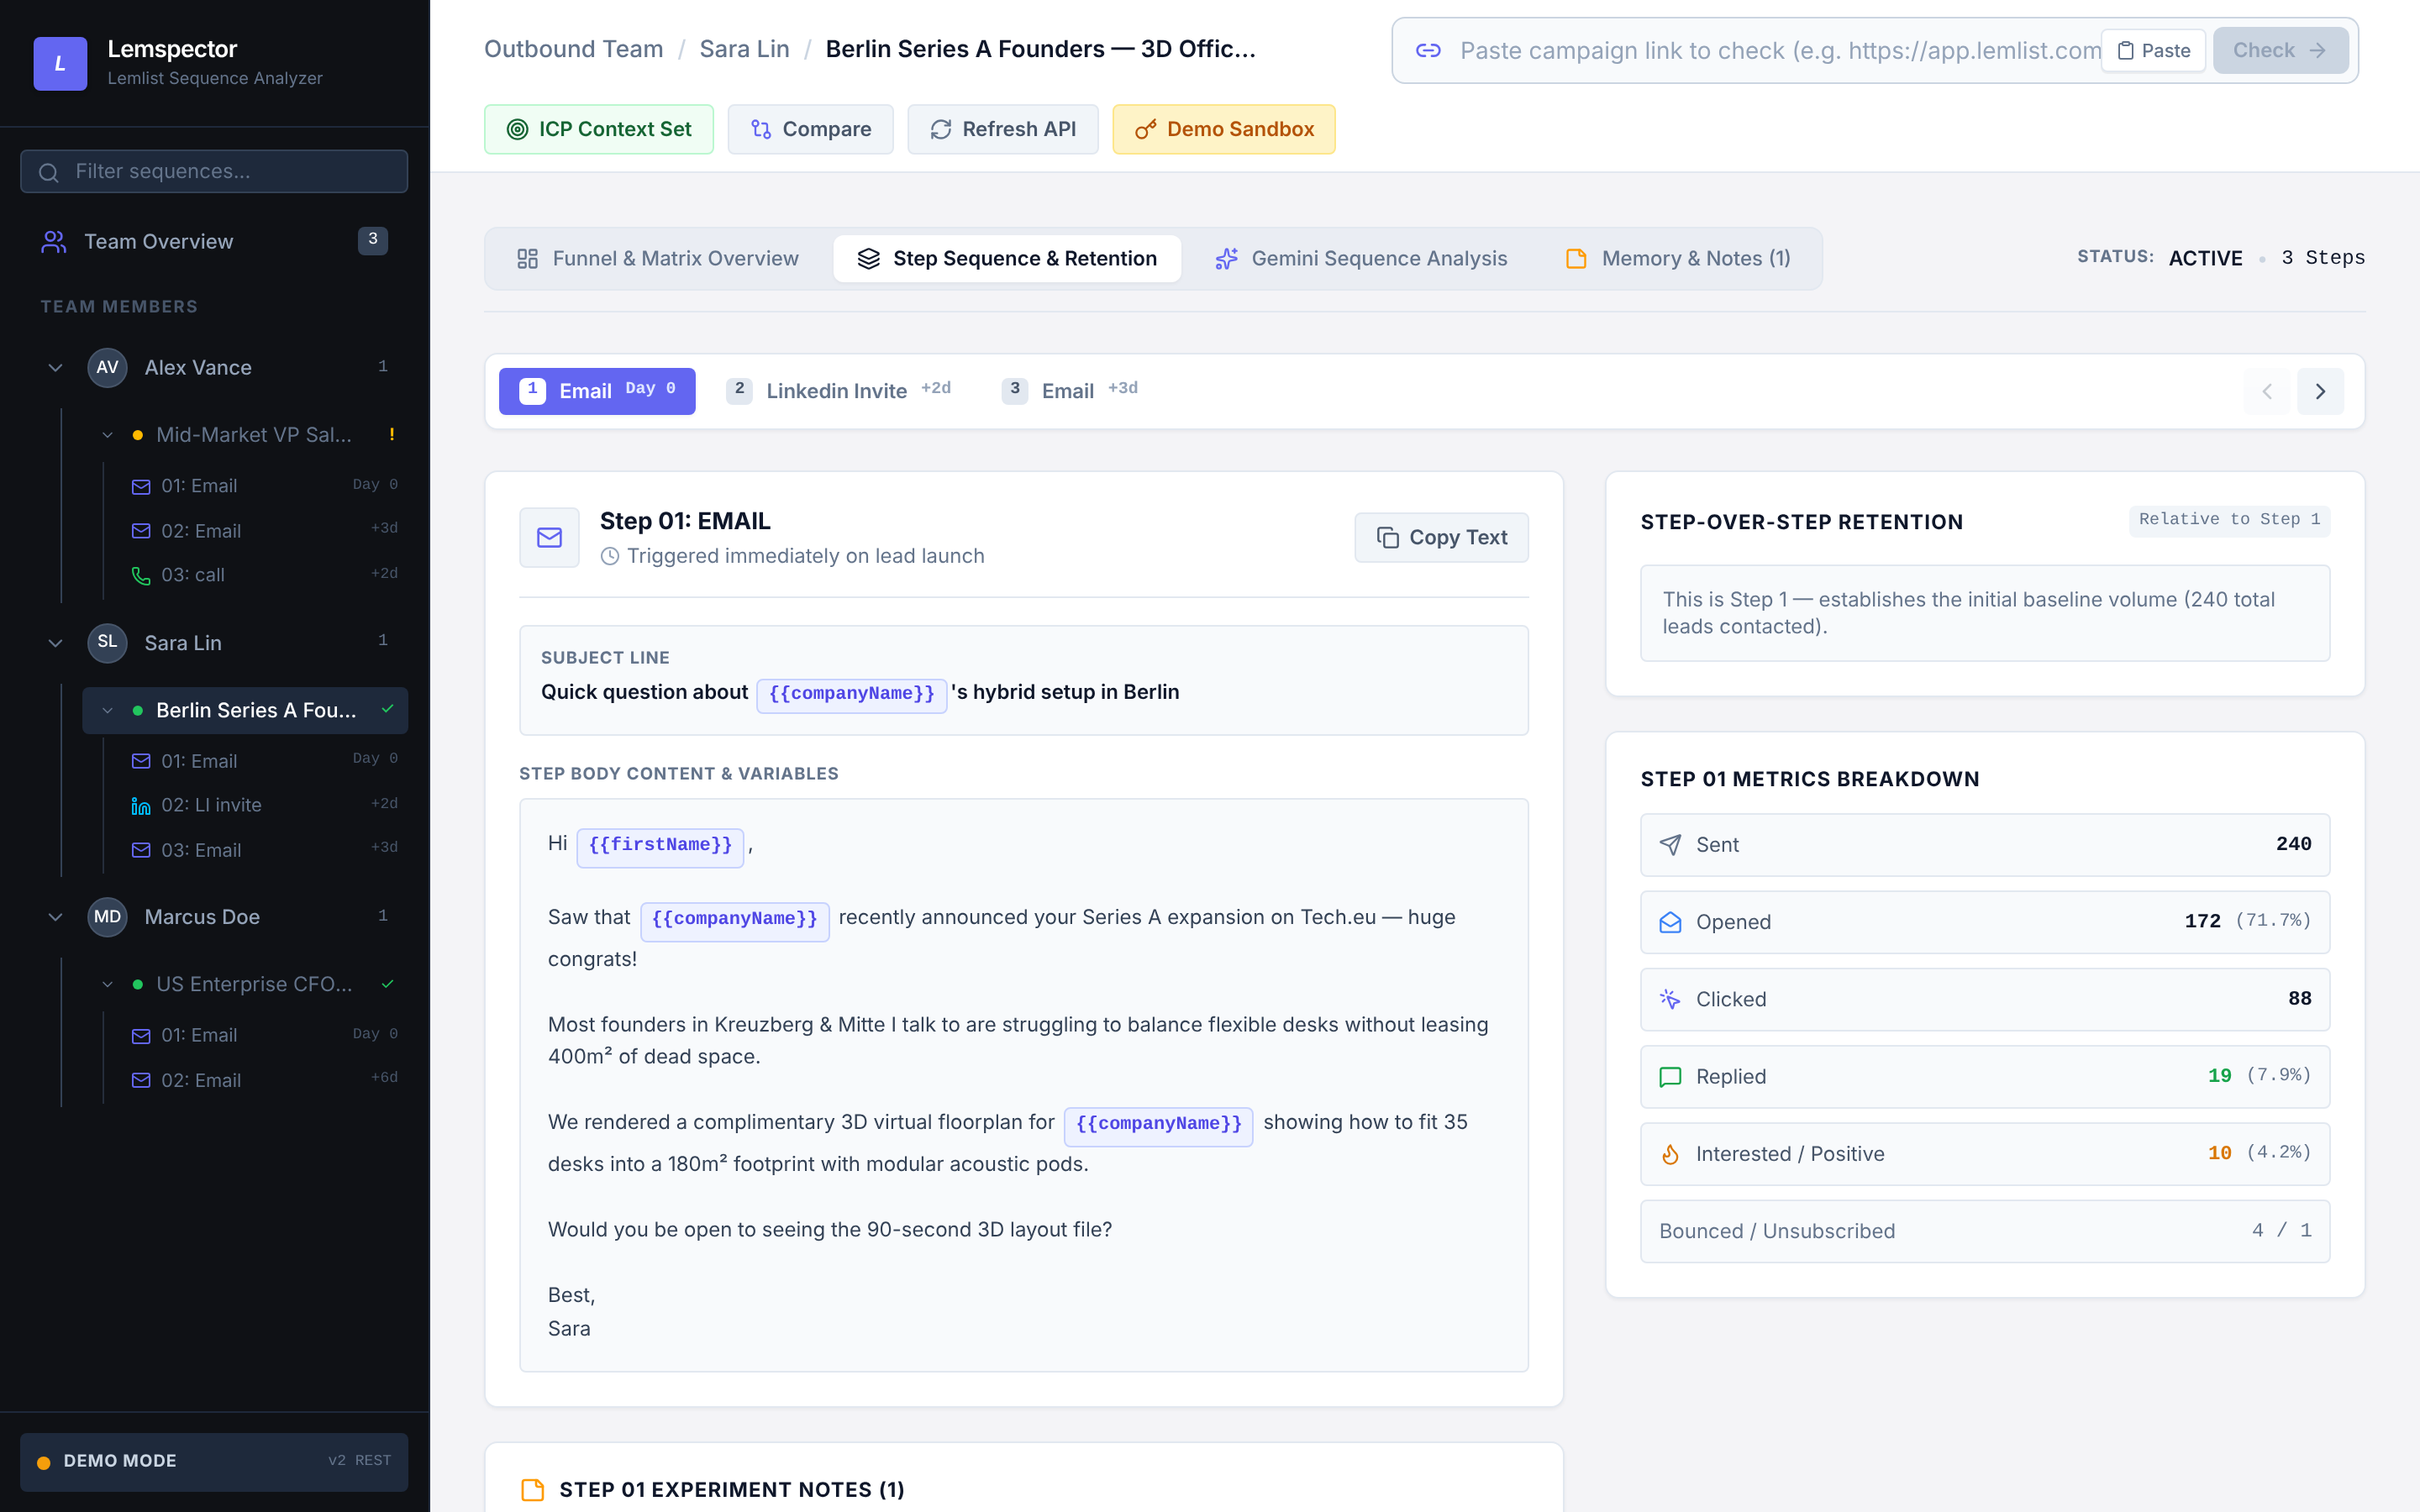 L
Lemspector
Lemlist Sequence Analyzer
Filter sequences...
Team Overview 3
TEAM MEMBERS
AV Alex Vance 1
Mid-Market VP Sal... !
01: Email Day 0
02: Email +3d
03: call +2d
SL Sara Lin 1
Berlin Series A Fou...
01: Email Day 0
02: LI invite +2d
03: Email +3d
MD Marcus Doe 1
US Enterprise CFO...
01: Email Day 0
02: Email +6d
DEMO MODE v2 REST
Outbound Team / Sara Lin / Berlin Series A Founders — 3D Offic...
Paste campaign link to check (e.g. https://app.lemlist.com
Paste
Check
ICP Context Set
Compare
Refresh API
Demo Sandbox
Funnel & Matrix Overview
Step Sequence & Retention
Gemini Sequence Analysis
Memory & Notes (1)
STATUS: ACTIVE • 3 Steps
1 Email Day 0
2 Linkedin Invite +2d
3 Email +3d
Step 01: EMAIL
Triggered immediately on lead launch
Copy Text
SUBJECT LINE
Quick question about {{companyName}} 's hybrid setup in Berlin
STEP BODY CONTENT & VARIABLES
Hi {{firstName}} ,
Saw that {{companyName}} recently announced your Series A expansion on Tech.eu — huge
congrats!
Most founders in Kreuzberg & Mitte I talk to are struggling to balance flexible desks without leasing
400m² of dead space.
We rendered a complimentary 3D virtual floorplan for {{companyName}} showing how to fit 35
desks into a 180m² footprint with modular acoustic pods.
Would you be open to seeing the 90-second 3D layout file?
Best,
Sara
STEP 01 EXPERIMENT NOTES (1)
STEP-OVER-STEP RETENTION
Relative to Step 1
This is Step 1 — establishes the initial baseline volume (240 total
leads contacted).
STEP 01 METRICS BREAKDOWN
Sent 240
Opened 172 (71.7%)
Clicked 88
Replied 19 (7.9%)
Interested / Positive 10 (4.2%)
Bounced / Unsubscribed 4 / 1